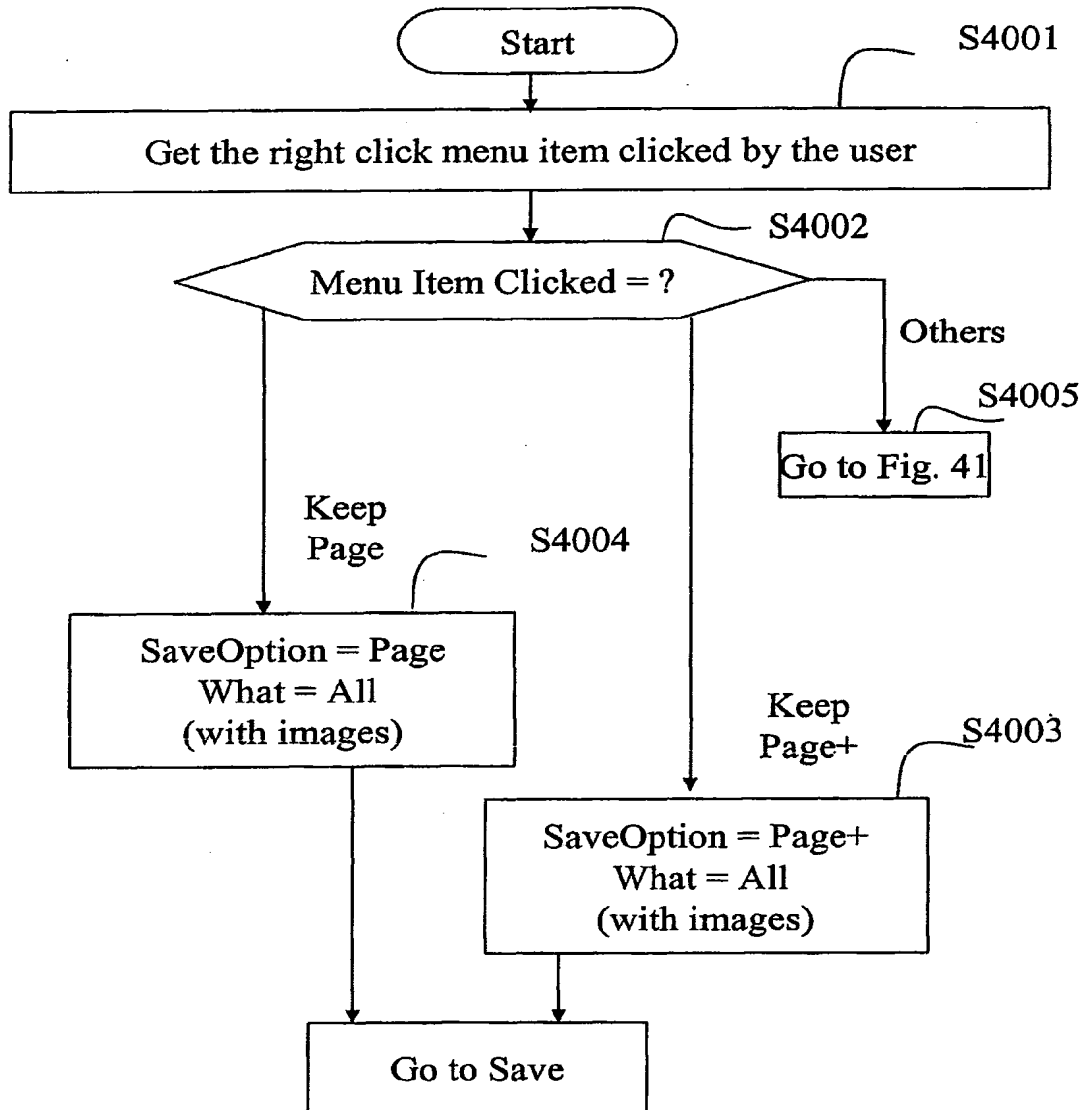 Start
S4001
Get the right click menu item clicked by the user
S4002
Menu Item Clicked = ?
Others
S4005
Go to Fig. 41
Keep
Page
S4004
SaveOption = Page
What = All
(with images)
Keep
Page+
S4003
SaveOption = Page+
What = All
(with images)
Go to Save